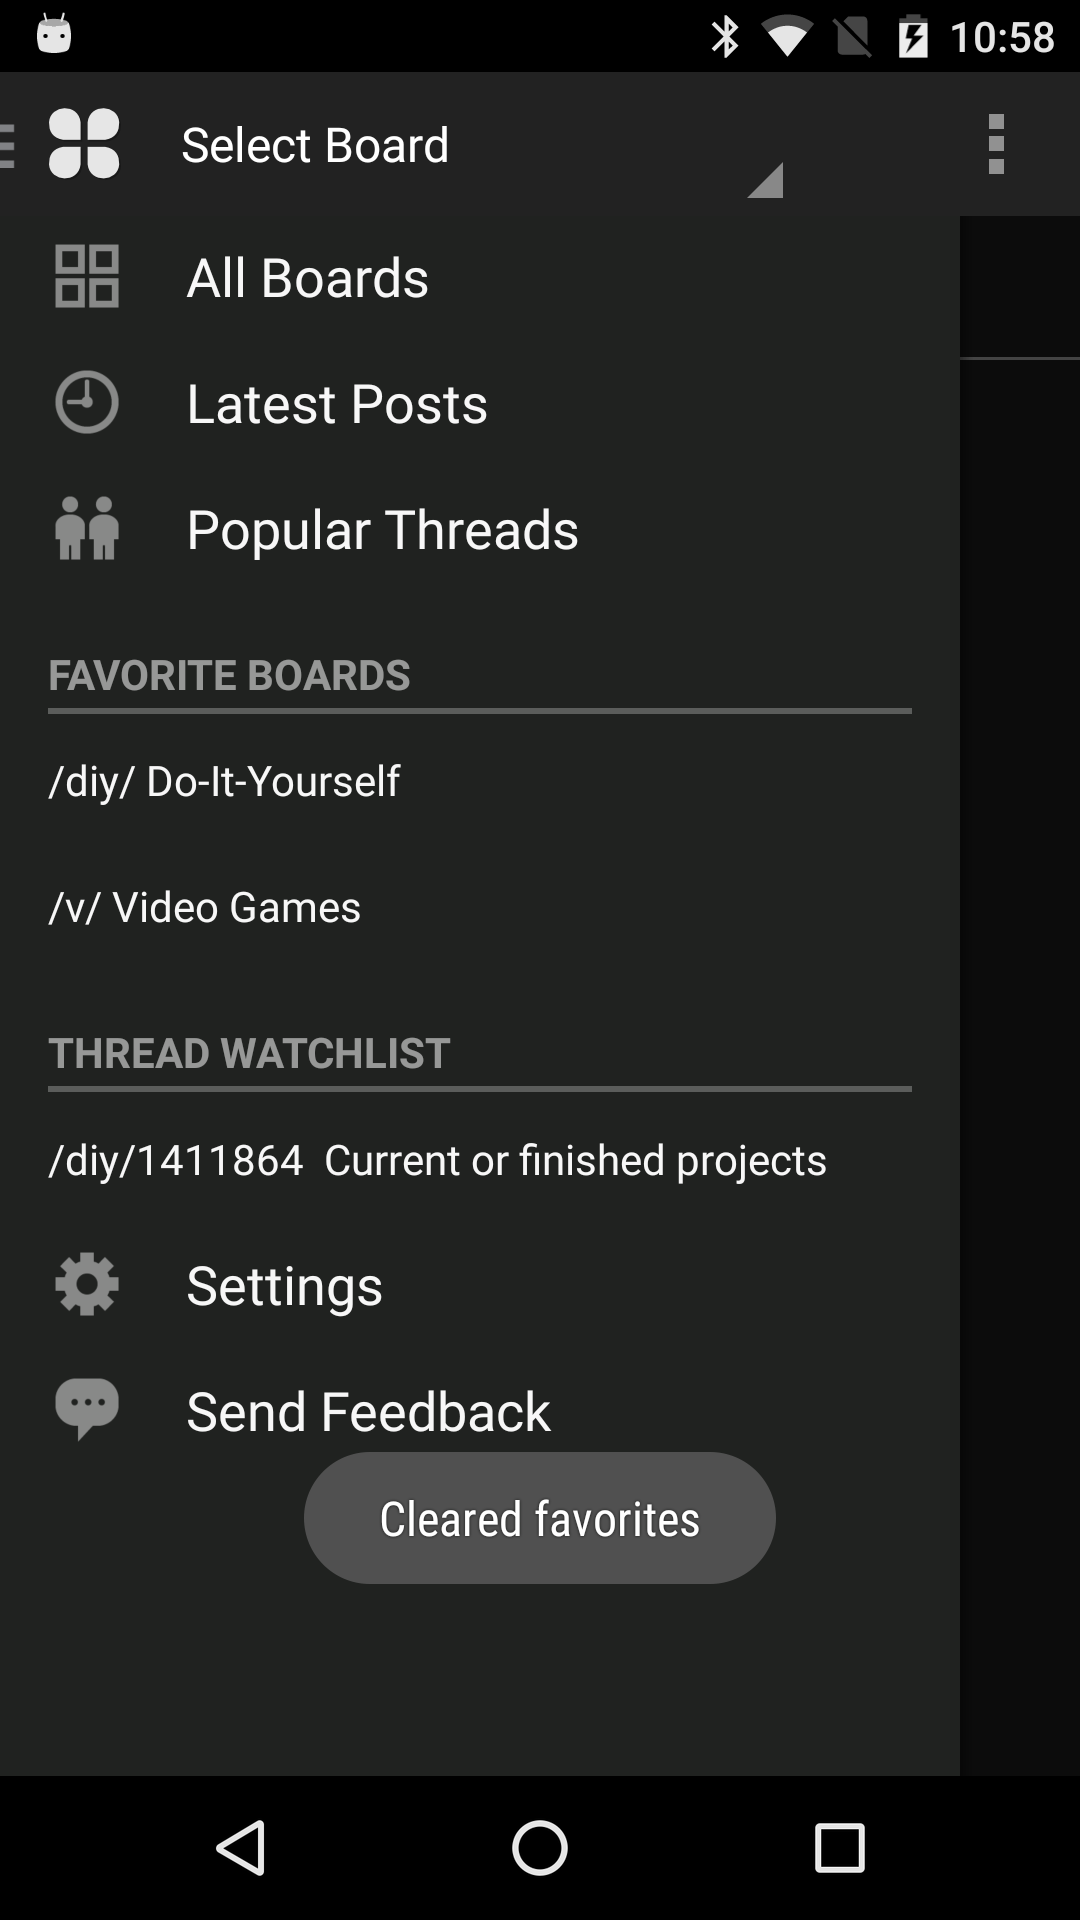 10:58
Select Board
All Boards
Latest Posts
Popular Threads
FAVORITE BOARDS
/diy/ Do-It-Yourself
/v/ Video Games
THREAD WATCHLIST
/diy/1411864  Current or finished projects
Settings
Send Feedback
Cleared favorites